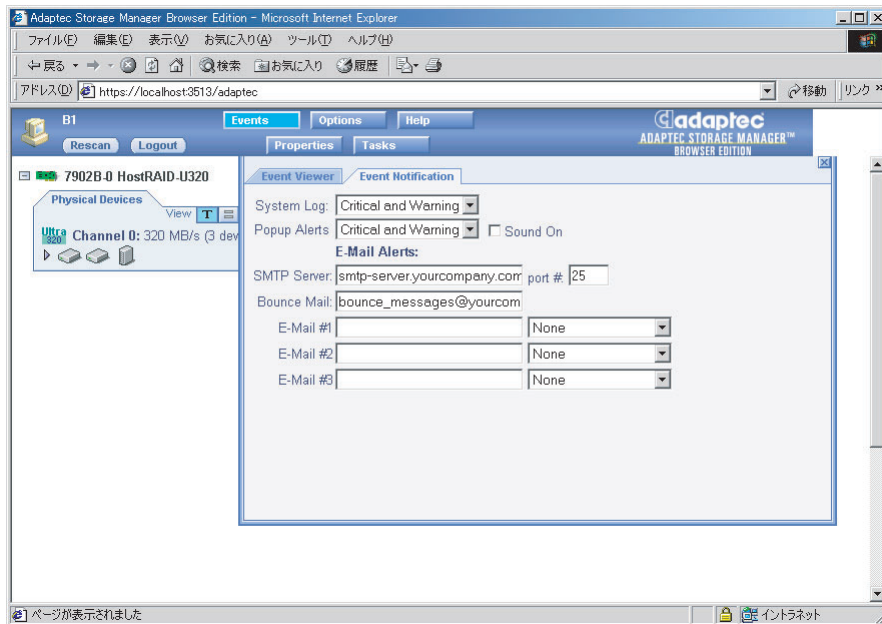 Adaptec Storage Manager Browser Edition - Microsoft Internet Explorer
ファイル(F) 編集(E) 表示(V) お気に入り(A) ツール(T) ヘルプ(H)
戻る 検索 お気に入り 履歴
アドレス(D) https://localhost:3513/adaptec 移動 リンク »
B1 Events Options Help adaptec
Rescan Logout Properties Tasks ADAPTEC STORAGE MANAGER™
BROWSER EDITION
7902B-0 HostRAID-U320
Physical Devices
View T
Ultra 320 Channel 0: 320 MB/s (3 dev
Event Viewer Event Notification
System Log: Critical and Warning
Popup Alerts Critical and Warning Sound On
E-Mail Alerts:
SMTP Server: smtp-server.yourcompany.com port #: 25
Bounce Mail: bounce_messages@yourcom
E-Mail #1 None
E-Mail #2 None
E-Mail #3 None
ページが表示されました イントラネット